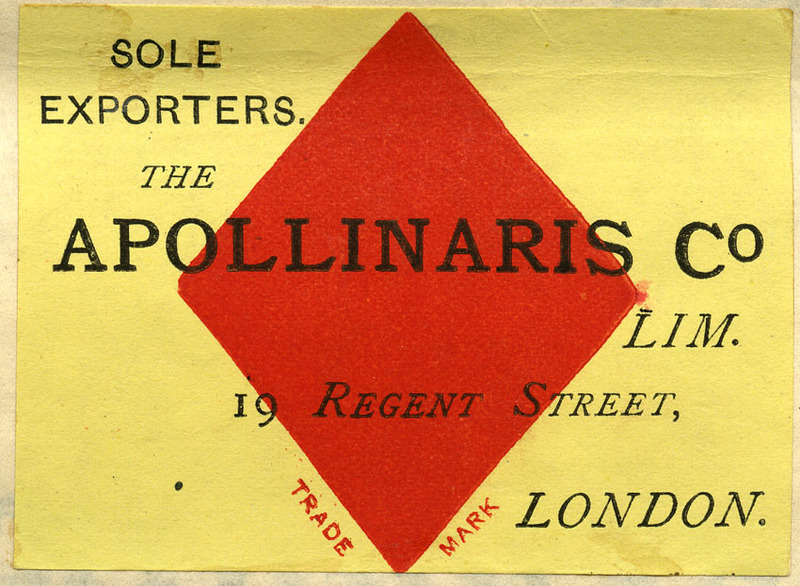 SOLE
EXPORTERS.
THE
APOLLINARIS Co
LIM.
19 REGENT STREET,
LONDON.
TRADE MARK